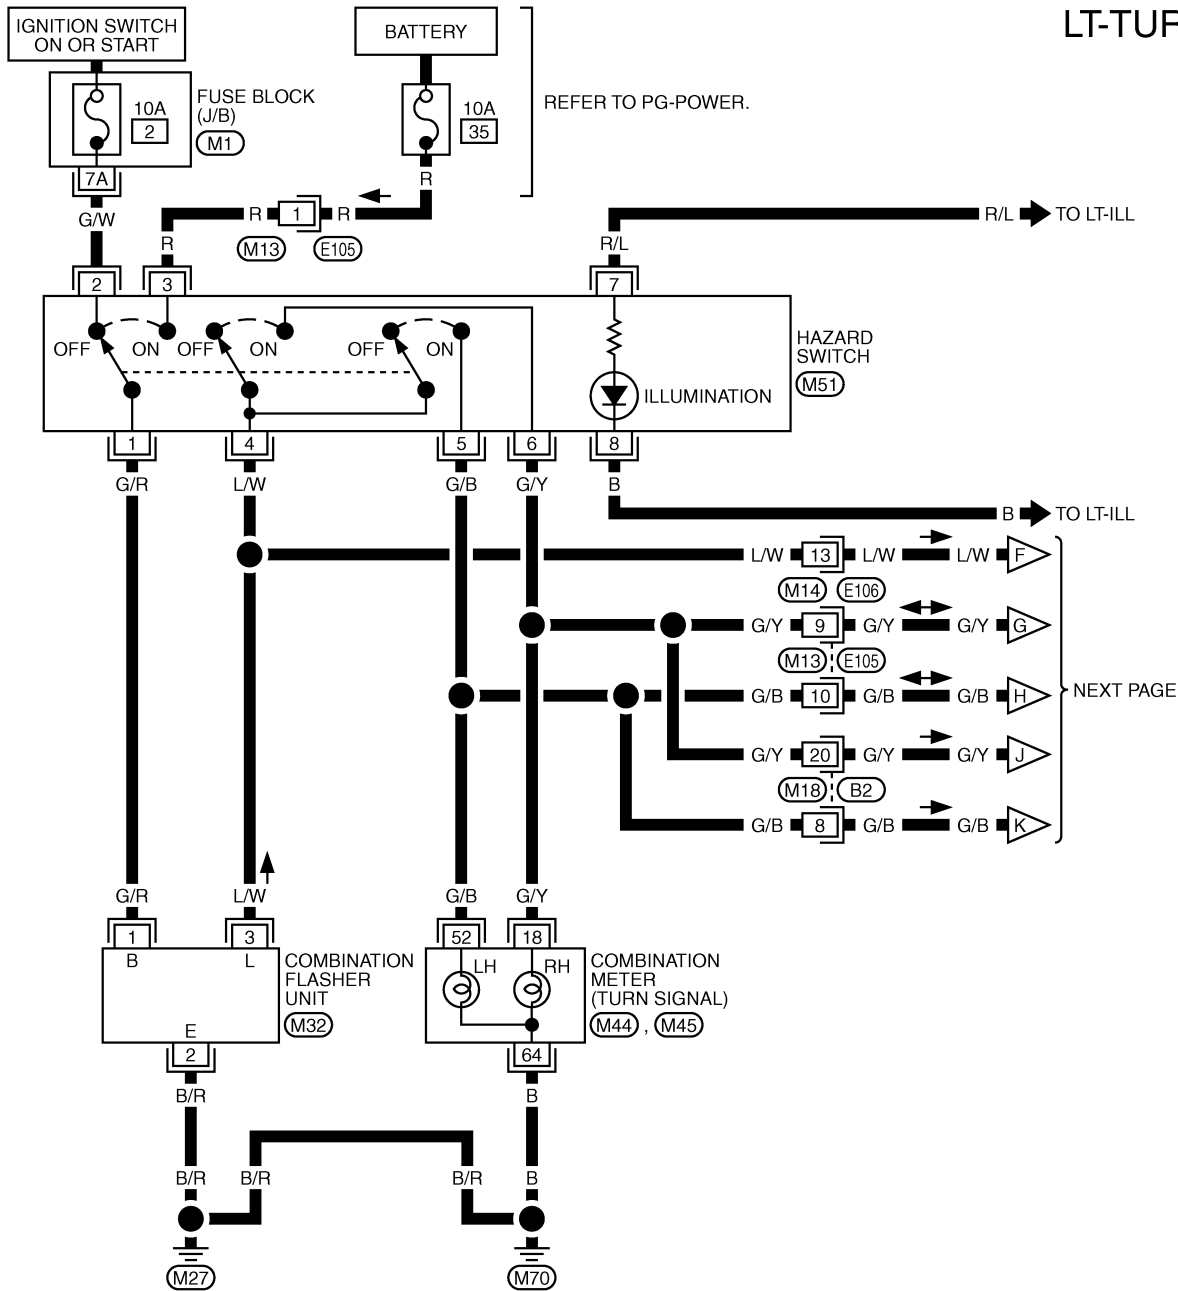 LT-TUR
IGNITION SWITCH
ON OR START
BATTERY
10A
2
FUSE BLOCK
(J/B)
M1
10A
35
REFER TO PG-POWER.
7A
R
G/W
R
1
R
R/L
TO LT-ILL
M13
E105
R
R/L
2
3
7
OFF
ON
OFF
ON
OFF
ON
HAZARD
SWITCH
M51
ILLUMINATION
1
4
5
6
8
G/R
L/W
G/B
G/Y
B
B
TO LT-ILL
L/W
13
L/W
L/W
F
M14
E106
G/Y
9
G/Y
G/Y
G
M13
E105
G/B
10
G/B
G/B
H
NEXT PAGE
G/Y
20
G/Y
G/Y
J
M18
B2
G/B
8
G/B
G/B
K
G/R
L/W
G/B
G/Y
1
3
52
18
B
L
LH
RH
COMBINATION
FLASHER
UNIT
M32
COMBINATION
METER
(TURN SIGNAL)
M44 , M45
E
2
64
B/R
B
B/R
B/R
B/R
B
M27
M70